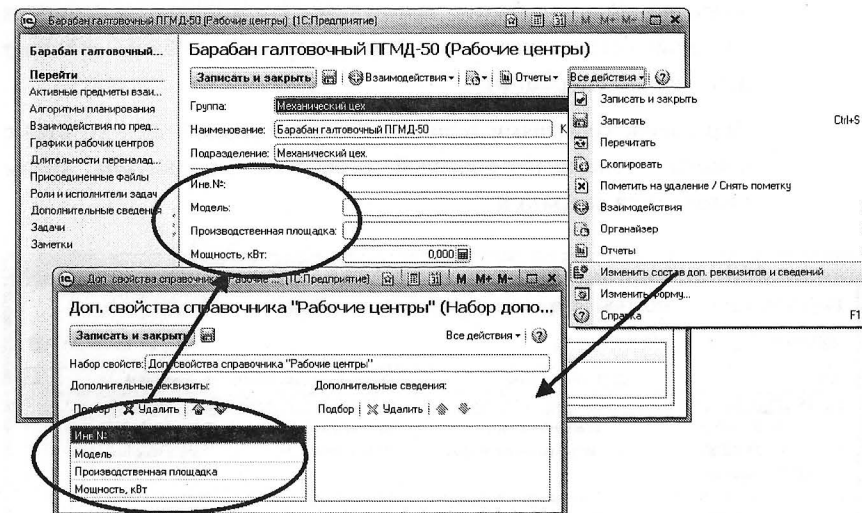 Барабан галтовочный ПГМД-50 (Рабочие центры) (1С:Предприятие)
M M+ M-
Барабан галтовочный...
Барабан галтовочный ПГМД-50 (Рабочие центры)
Перейти
Активные предметы взаи...
Алгоритмы планирования
Взаимодействия по пред...
Графики рабочих центров
Длительности переналад...
Присоединенные файлы
Роли и исполнители задач
Дополнительные сведения
Задачи
Заметки
Записать и закрыть
Взаимодействия
Отчеты
Все действия
Группа: Механический цех
Наименование: Барабан галтовочный ПГМД-50 К
Подразделение: Механический цех.
Инв.№:
Модель:
Производственная площадка:
Мощность, кВт: 0,000
Записать и закрыть
Записать Ctrl+S
Перечитать
Скопировать
Пометить на удаление / Снять пометку
Взаимодействия
Органайзер
Отчеты
Изменить состав доп. реквизитов и сведений
Изменить форму...
Справка F1
Доп. свойства справочника "Рабочие ... (1С:Предприятие)
M M+ M-
Доп. свойства справочника "Рабочие центры" (Набор допо...
Записать и закрыть
Все действия
Набор свойств: Доп. свойства справочника "Рабочие центры"
Дополнительные реквизиты:
Дополнительные сведения:
Подбор Удалить
Подбор Удалить
Инв.№
Модель
Производственная площадка
Мощность, кВт